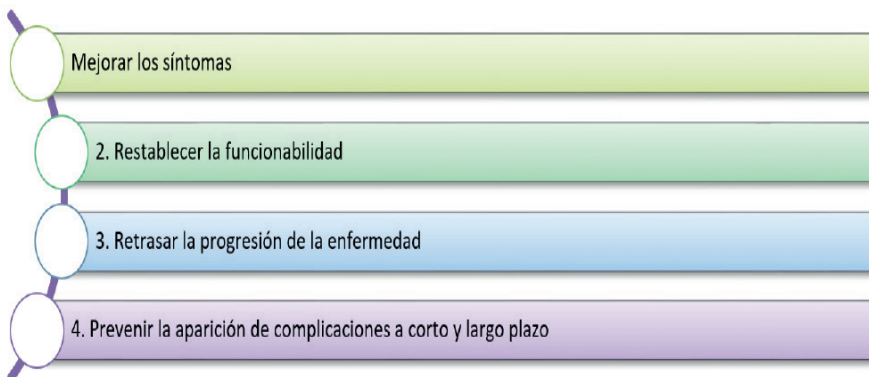 Mejorar los síntomas
2. Restablecer la funcionabilidad
3. Retrasar la progresión de la enfermedad
4. Prevenir la aparición de complicaciones a corto y largo plazo